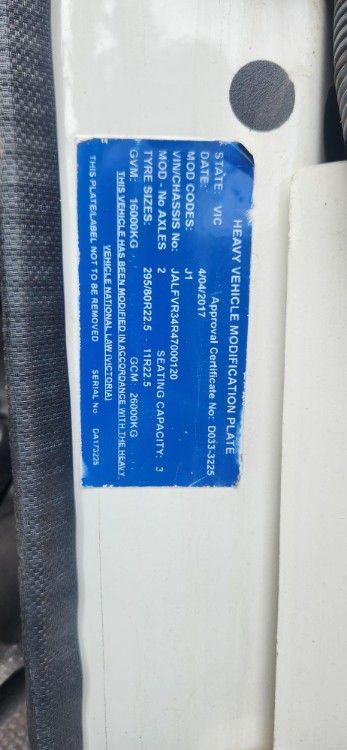 HEAVY VEHICLE MODIFICATION PLATE
STATE: VIC Approval Certificate No: D033-3225
DATE: 4/04/2017
MOD CODES: J1
VIN/CHASSIS No: JALFVR34R47000120
MOD - No AXLES 2 SEATING CAPACITY: 3
TYRE SIZES: 295/80R22.5 11R22.5
GVM: 16000KG GCM: 26000KG
THIS VEHICLE HAS BEEN MODIFIED IN ACCORDANCE WITH THE HEAVY
VEHICLE NATIONAL LAW (VICTORIA)
THIS PLATE/LABEL NOT TO BE REMOVED SERIAL No